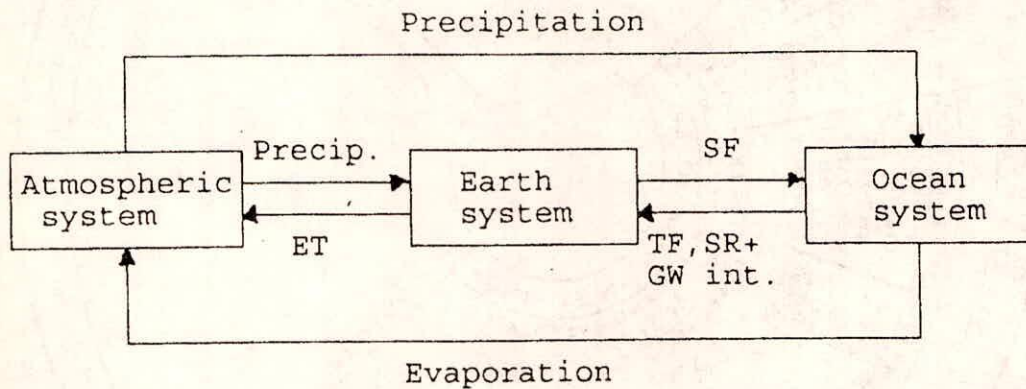 Precipitation
Precip.
SF
Atmospheric
system
Earth
system
Ocean
system
ET
TF, SR+
GW int.
Evaporation